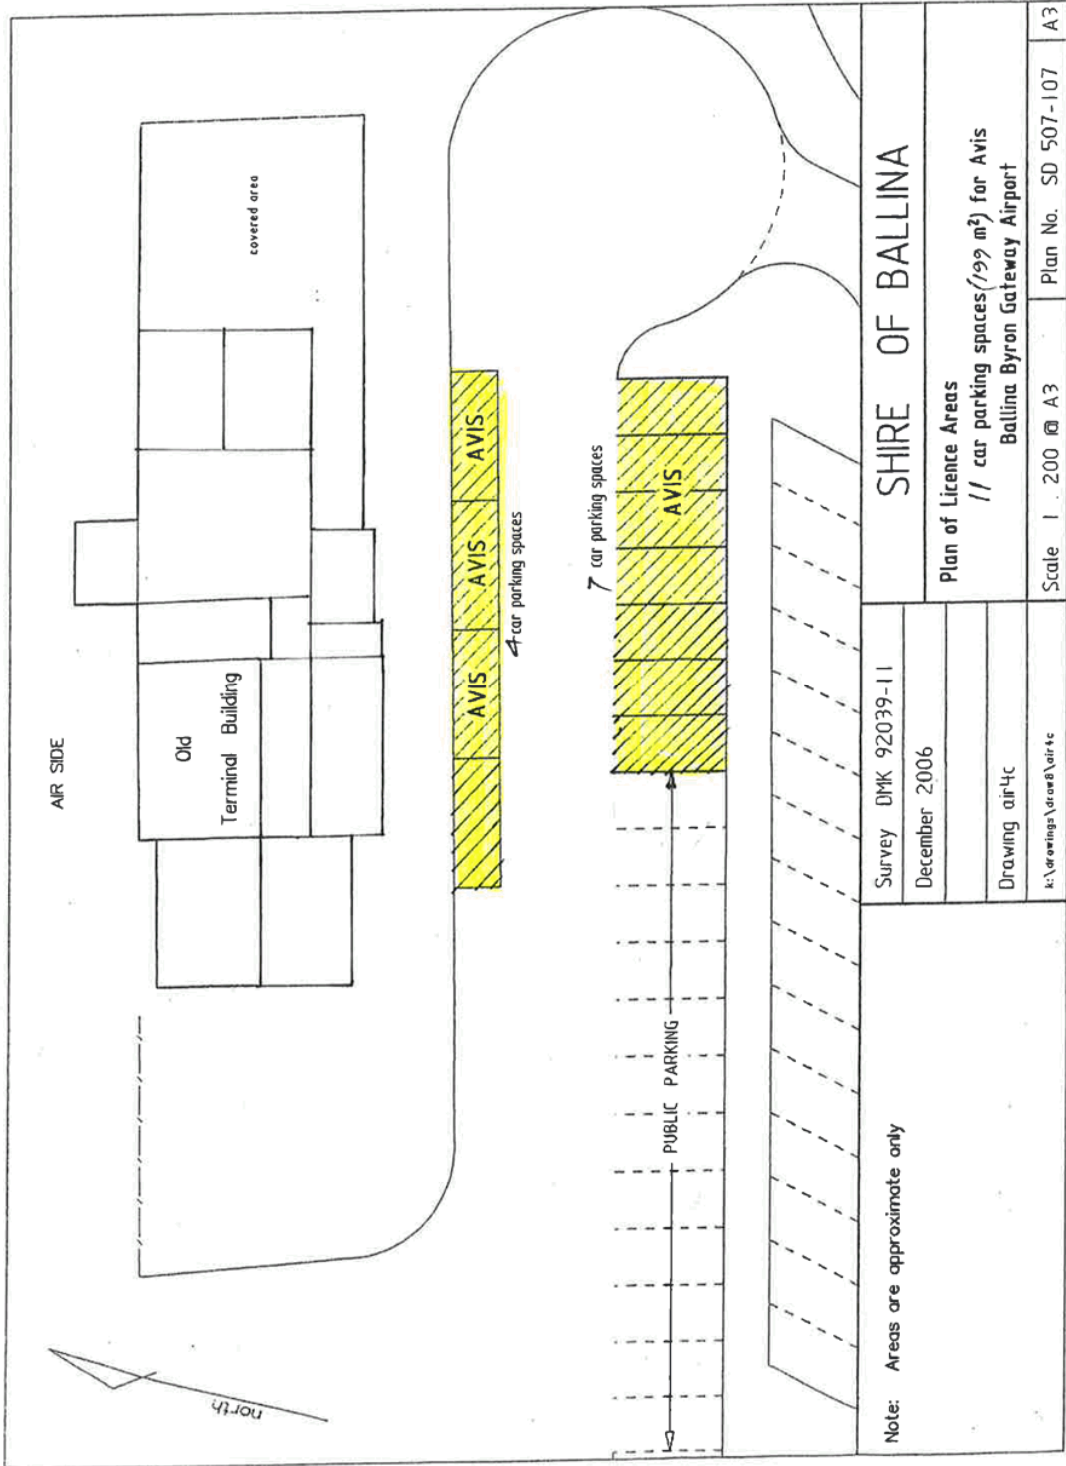 AIR SIDE
Old
Terminal Building
covered area
AVIS
AVIS
AVIS
4 car parking spaces
7 car parking spaces
AVIS
PUBLIC PARKING
north
Note: Areas are approximate only
Survey DMK 92039-11
December 2006
Drawing air4c
k:\drawings\draw8\air4c
SHIRE OF BALLINA
Plan of Licence Areas
11 car parking spaces (199 m²) for Avis
Ballina Byron Gateway Airport
Scale 1 . 200 @ A3
Plan No. SD 507-107
A3